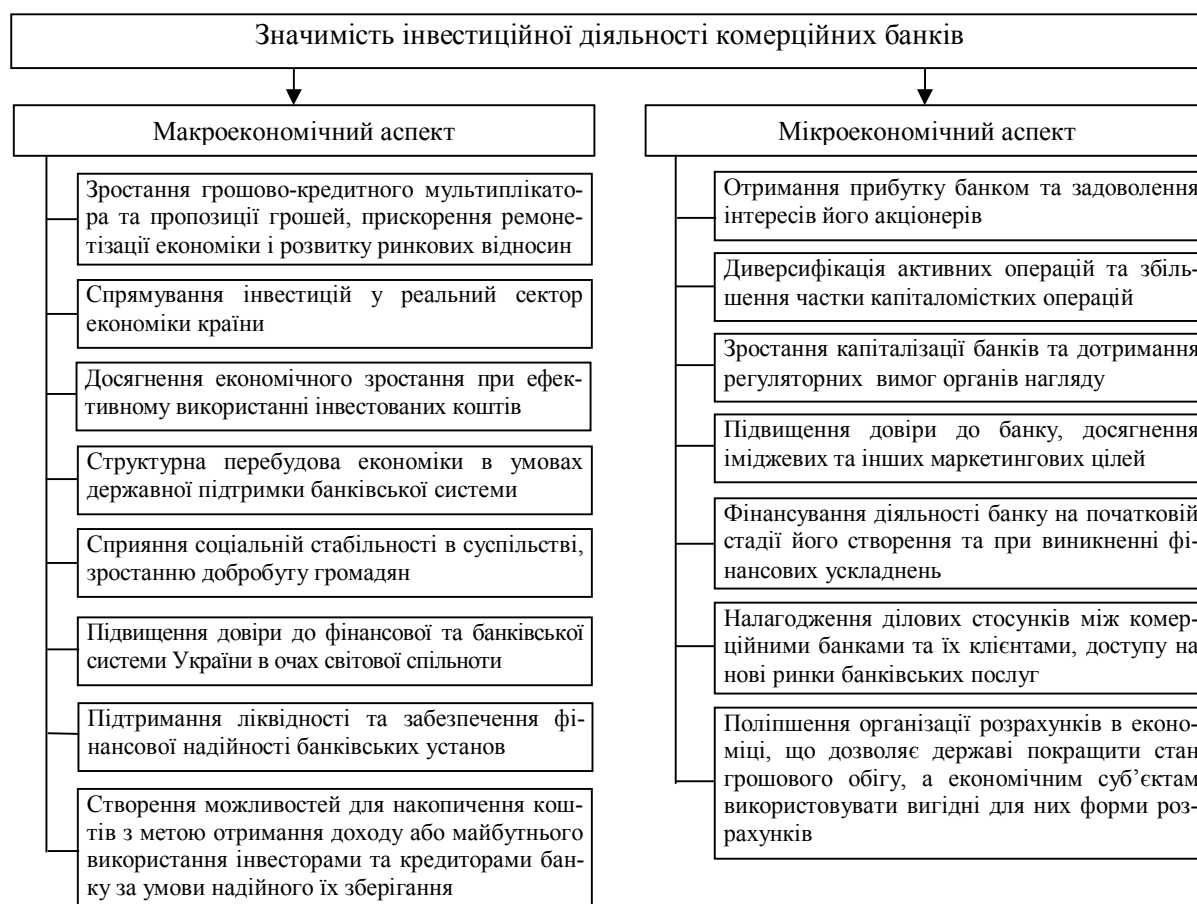 Значимість інвестиційної діяльності комерційних банків
Макроекономічний аспект
Зростання грошово-кредитного мультиплікато-
ра та пропозиції грошей, прискорення ремоне-
тізації економіки і розвитку ринкових відносин
Спрямування інвестицій у реальний сектор
економіки країни
Досягнення економічного зростання при ефек-
тивному використанні інвестованих коштів
Структурна перебудова економіки в умовах
державної підтримки банківської системи
Сприяння соціальній стабільності в суспільстві,
зростанню добробуту громадян
Підвищення довіри до фінансової та банківської
системи України в очах світової спільноти
Підтримання ліквідності та забезпечення фі-
нансової надійності банківських установ
Створення можливостей для накопичення кош-
тів з метою отримання доходу або майбутнього
використання інвесторами та кредиторами бан-
ку за умови надійного їх зберігання
Мікроекономічний аспект
Отримання прибутку банком та задоволення
інтересів його акціонерів
Диверсифікація активних операцій та збіль-
шення частки капіталомістких операцій
Зростання капіталізації банків та дотримання
регуляторних вимог органів нагляду
Підвищення довіри до банку, досягнення
іміджевих та інших маркетингових цілей
Фінансування діяльності банку на початковій
стадії його створення та при виникненні фі-
нансових ускладнень
Налагодження ділових стосунків між комер-
ційними банками та їх клієнтами, доступу на
нові ринки банківських послуг
Поліпшення організації розрахунків в еконо-
міці, що дозволяє державі покращити стан
грошового обігу, а економічним суб’єктам
використовувати вигідні для них форми роз-
рахунків